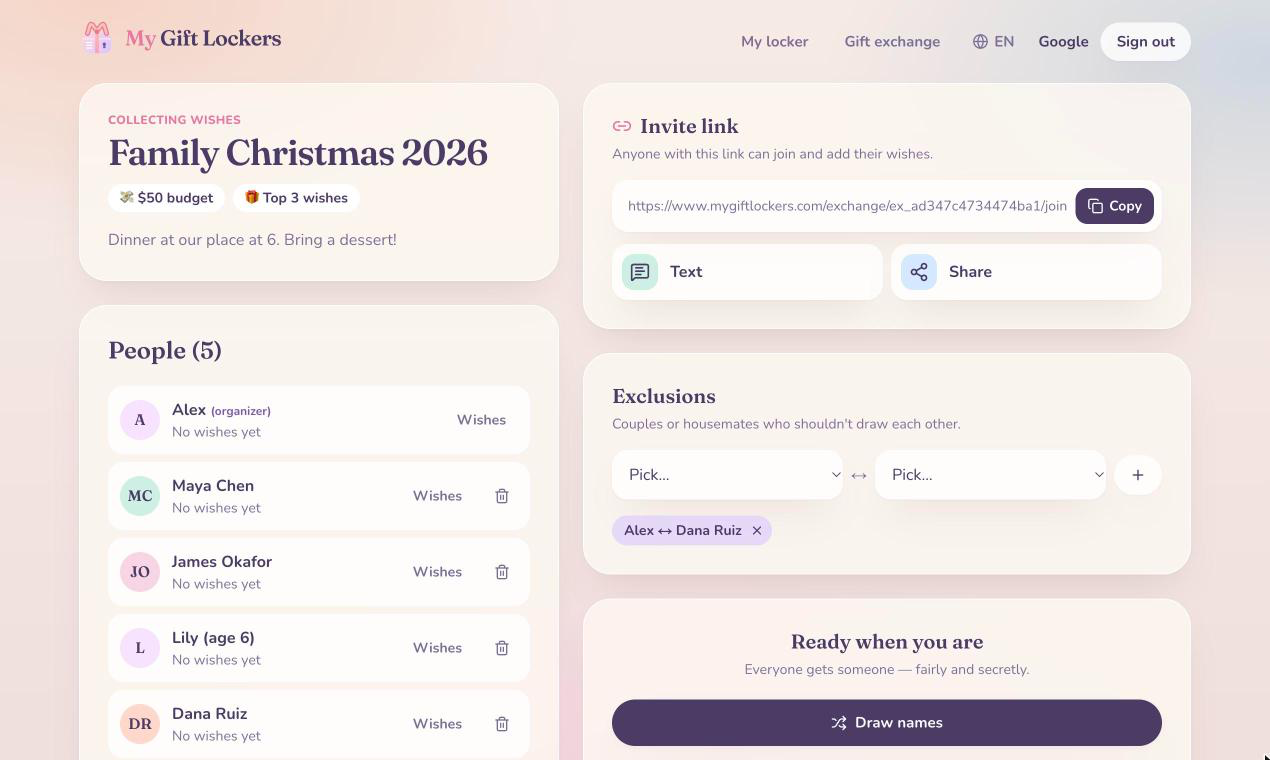 My Gift Lockers
My locker
Gift exchange
EN
Google
Sign out
COLLECTING WISHES
Family Christmas 2026
💸 $50 budget
🎁 Top 3 wishes
Dinner at our place at 6. Bring a dessert!
People (5)
A
Alex (organizer)
No wishes yet
Wishes
MC
Maya Chen
No wishes yet
Wishes
JO
James Okafor
No wishes yet
Wishes
L
Lily (age 6)
No wishes yet
Wishes
DR
Dana Ruiz
No wishes yet
Wishes
Invite link
Anyone with this link can join and add their wishes.
https://www.mygiftlockers.com/exchange/ex_ad347c4734474ba1/join
Copy
Text
Share
Exclusions
Couples or housemates who shouldn't draw each other.
Pick... ↔ Pick... +
Alex ↔ Dana Ruiz ✕
Ready when you are
Everyone gets someone — fairly and secretly.
Draw names